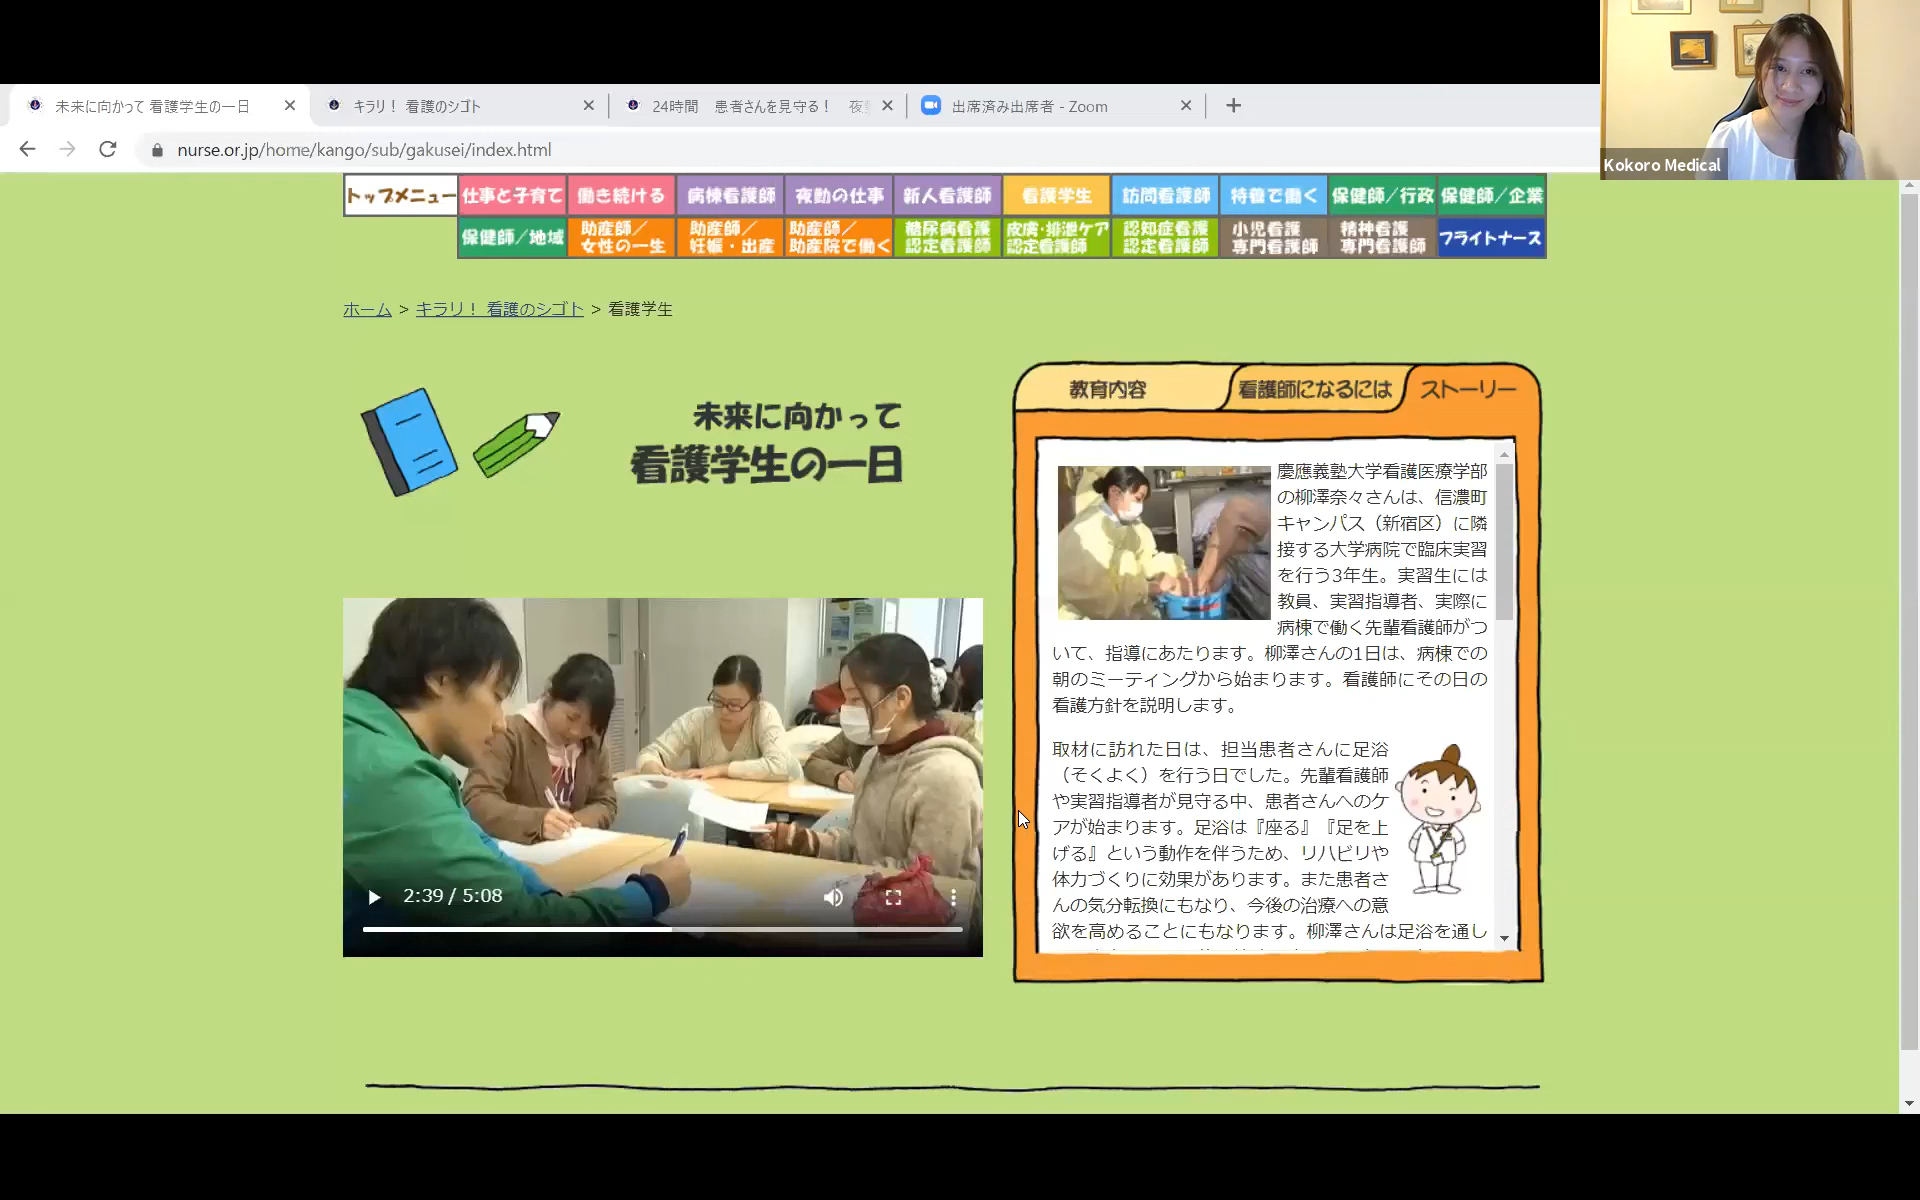 未来に向かって 看護学生の一日
キラリ！ 看護のシゴト
24時間 患者さんを見守る！ 夜
出席済み出席者 - Zoom
nurse.or.jp/home/kango/sub/gakusei/index.html
Kokoro Medical
トップメニュー 仕事と子育て 働き続ける 病棟看護師 夜勤の仕事 新人看護師 看護学生 訪問看護師 特養で働く 保健師／行政 保健師／企業
保健師／地域 助産師／女性の一生 助産師／妊娠・出産 助産師／助産院で働く 糖尿病看護認定看護師 皮膚・排泄ケア認定看護師 認知症看護認定看護師 小児看護専門看護師 精神看護専門看護師 フライトナース
ホーム > キラリ！ 看護のシゴト > 看護学生
未来に向かって
看護学生の一日
2:39 / 5:08
教育内容 看護師になるには ストーリー
慶應義塾大学看護医療学部
の柳澤奈々さんは、信濃町
キャンパス（新宿区）に隣
接する大学病院で臨床実習
を行う3年生。実習生には
教員、実習指導者、実際に
病棟で働く先輩看護師がつ
いて、指導にあたります。柳澤さんの1日は、病棟での
朝のミーティングから始まります。看護師にその日の
看護方針を説明します。
取材に訪れた日は、担当患者さんに足浴
（そくよく）を行う日でした。先輩看護師
や実習指導者が見守る中、患者さんへのケ
アが始まります。足浴は『座る』『足を上
げる』という動作を伴うため、リハビリや
体力づくりに効果があります。また患者さ
んの気分転換にもなり、今後の治療への意
欲を高めることにもなります。柳澤さんは足浴を通し